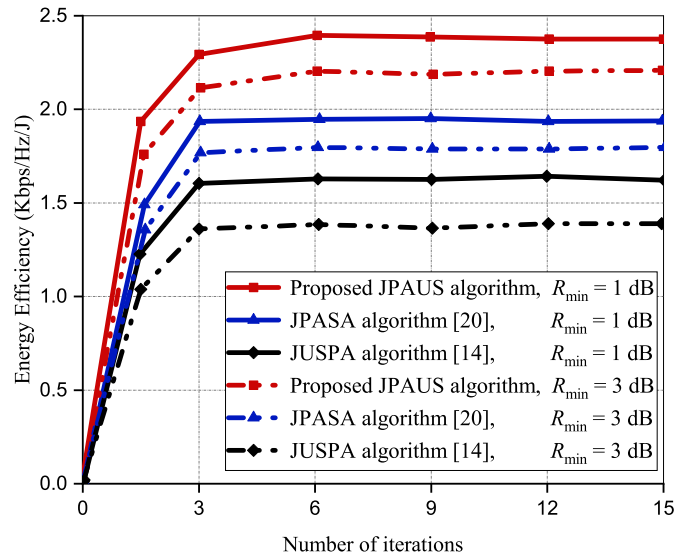 2.5
2.0
1.5
1.0
0.5
0.0
Energy Efficiency (Kbps/Hz/J)
Proposed JPAUS algorithm, Rmin = 1 dB
JPASA algorithm [20], Rmin = 1 dB
JUSPA algorithm [14], Rmin = 1 dB
Proposed JPAUS algorithm, Rmin = 3 dB
JPASA algorithm [20], Rmin = 3 dB
JUSPA algorithm [14], Rmin = 3 dB
0 3 6 9 12 15
Number of iterations